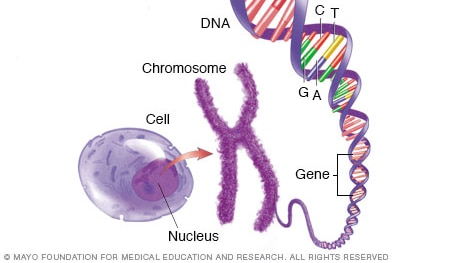 DNA
C T
G A
Chromosome
Cell
Gene
Nucleus
© MAYO FOUNDATION FOR MEDICAL EDUCATION AND RESEARCH. ALL RIGHTS RESERVED